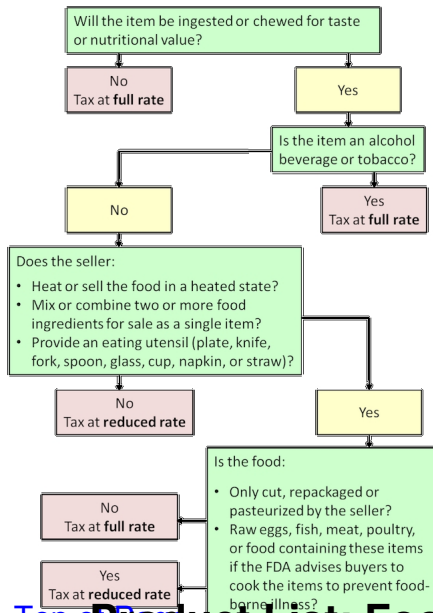 Will the item be ingested or chewed for taste
or nutritional value?
No
Tax at full rate
Yes
Is the item an alcohol
beverage or tobacco?
No
Yes
Tax at full rate
Does the seller:
• Heat or sell the food in a heated state?
• Mix or combine two or more food
ingredients for sale as a single item?
• Provide an eating utensil (plate, knife,
fork, spoon, glass, cup, napkin, or straw)?
No
Tax at reduced rate
Yes
Is the food:
• Only cut, repackaged or
pasteurized by the seller?
• Raw eggs, fish, meat, poultry,
or food containing these items
if the FDA advises buyers to
cook the items to prevent food-
borne illness?
No
Tax at full rate
Yes
Tax at reduced rate